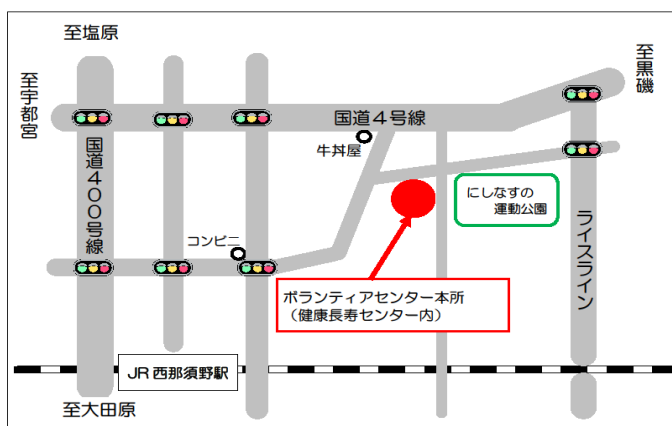 至塩原
至黒磯
至宇都宮
国道４号線
牛丼屋
国道４００号線
にしなすの
運動公園
ライスライン
コンビニ
ボランティアセンター本所
（健康長寿センター内）
JR西那須野駅
至大田原